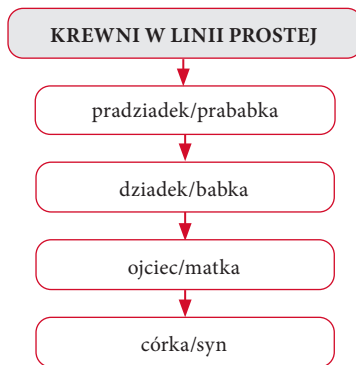 KREWNI W LINII PROSTEJ
pradziadek/prababka
dziadek/babka
ojciec/matka
córka/syn